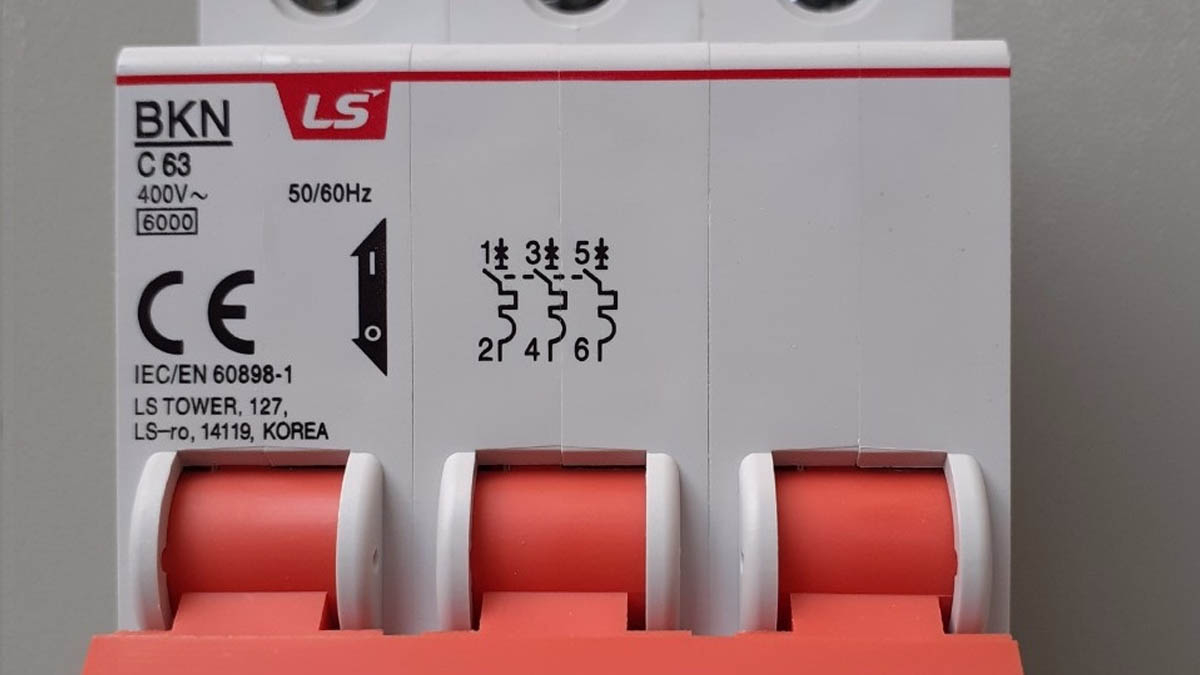 BKN
LS
C 63
400V~
50/60Hz
6000
I
O
1 3 5
2 4 6
CE
IEC/EN 60898-1
LS TOWER, 127,
LS-ro, 14119, KOREA